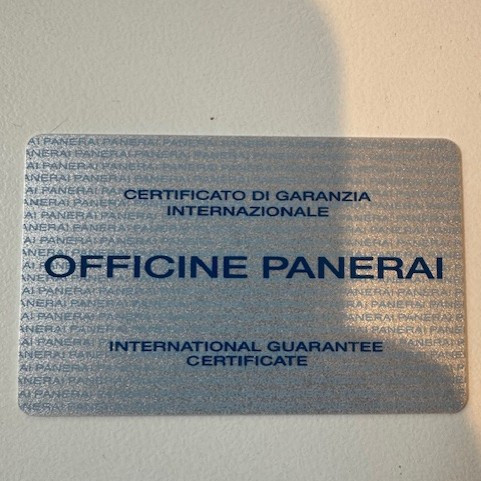 CERTIFICATO DI GARANZIA
INTERNAZIONALE
OFFICINE PANERAI
INTERNATIONAL GUARANTEE
CERTIFICATE